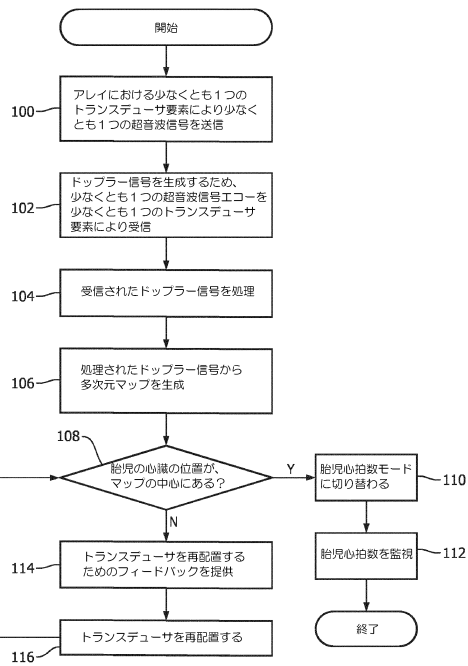 開始
100
アレイにおける少なくとも１つの
トランスデューサ要素により少なく
とも１つの超音波信号を送信
102
ドップラー信号を生成するため、
少なくとも１つの超音波信号エコーを
少なくとも１つのトランスデューサ
要素により受信
104
受信されたドップラー信号を処理
106
処理されたドップラー信号から
多次元マップを生成
108
胎児の心臓の位置が、
マップの中心にある？
Y
胎児心拍数モード
に切り替わる
110
胎児心拍数を監視
112
終了
N
114
トランスデューサを再配置する
ためのフィードバックを提供
トランスデューサを再配置する
116